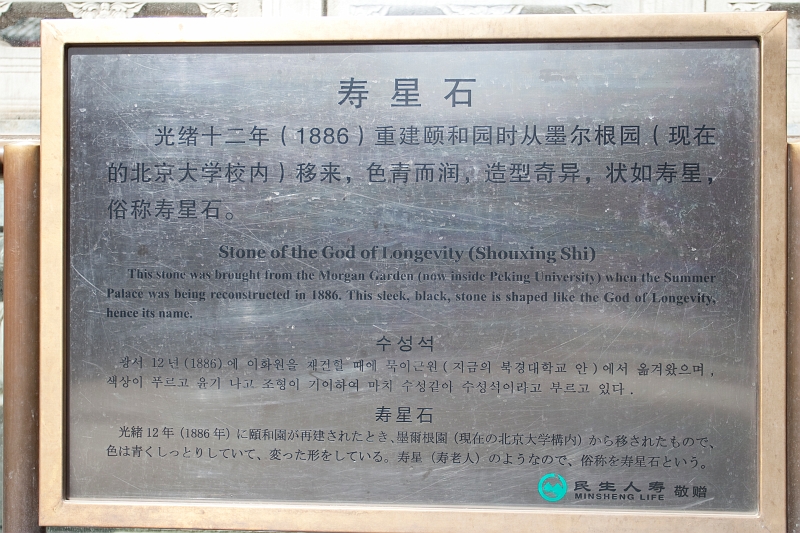 寿星石
光绪十二年（1886）重建颐和园时从墨尔根园（现在
的北京大学校内）移来，色青而润，造型奇异，状如寿星，
俗称寿星石。
Stone of the God of Longevity (Shouxing Shi)
This stone was brought from the Morgan Garden (now inside Peking University) when the Summer
Palace was being reconstructed in 1886. This sleek, black, stone is shaped like the God of Longevity,
hence its name.
수성석
광서 12년(1886)에 이화원을 재건할 때에 묵이근원(지금의 북경대학교 안)에서 옮겨왔으며,
색상이 푸르고 윤기 나고 조형이 기이하여 마치 수성같이 수성석이라고 부르고 있다.
寿星石
光緒12年（1886年）に頤和園が再建されたとき、墨爾根園（現在の北京大学構内）から移されたもので、
色は青くしっとりしていて、変った形をしている。寿星（寿老人）のようなので、俗称を寿星石という。
民生人寿 敬赠
MINSHENG LIFE